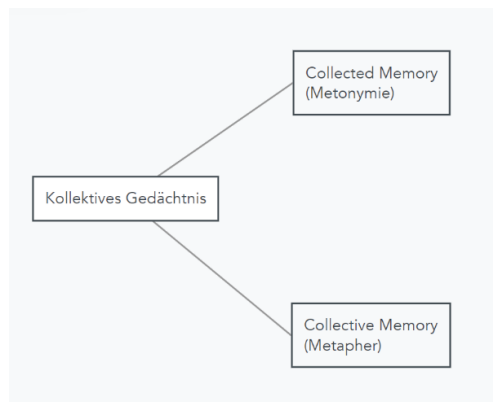 Collected Memory
(Metonymie)
Kollektives Gedächtnis
Collective Memory
(Metapher)